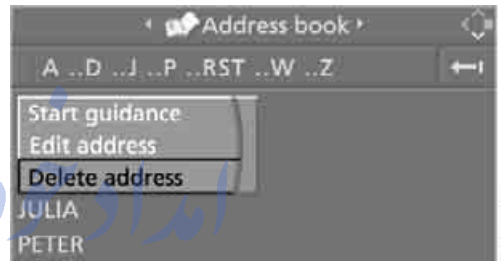 Address book
A ..D ..J ..P ..RST ..W ..Z
Start guidance
Edit address
Delete address
JULIA
PETER